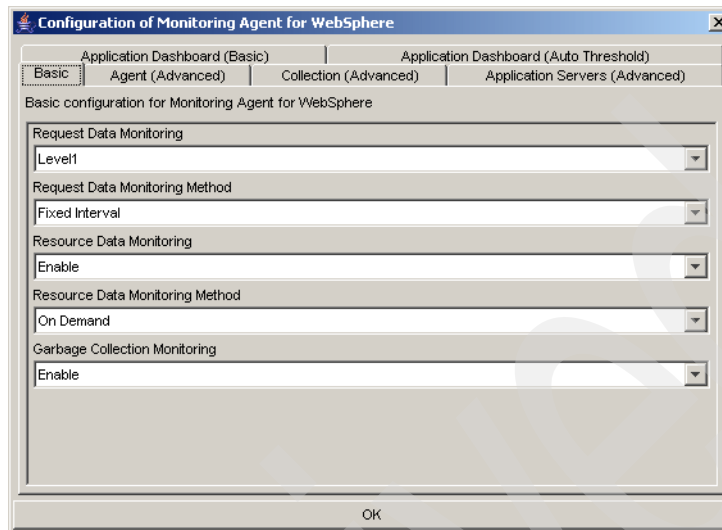 Configuration of Monitoring Agent for WebSphere
Application Dashboard (Basic) Application Dashboard (Auto Threshold)
Basic Agent (Advanced) Collection (Advanced) Application Servers (Advanced)
Basic configuration for Monitoring Agent for WebSphere
Request Data Monitoring
Level1
Request Data Monitoring Method
Fixed Interval
Resource Data Monitoring
Enable
Resource Data Monitoring Method
On Demand
Garbage Collection Monitoring
Enable
OK